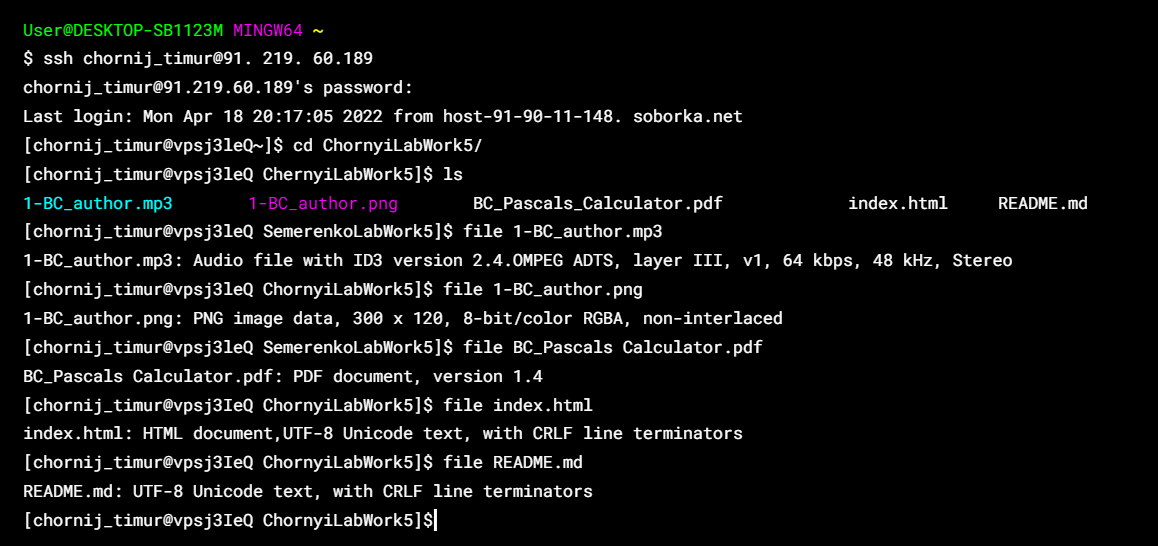 User@DESKTOP-SB1123M MINGW64 ~
$ ssh chornij_timur@91. 219. 60.189
chornij_timur@91.219.60.189's password:
Last login: Mon Apr 18 20:17:05 2022 from host-91-90-11-148. soborka.net
[chornij_timur@vpsj3leQ~]$ cd ChornyiLabWork5/
[chornij_timur@vpsj3leQ ChernyiLabWork5]$ ls
1-BC_author.mp3 1-BC_author.png BC_Pascals_Calculator.pdf index.html README.md
[chornij_timur@vpsj3leQ SemerenkoLabWork5]$ file 1-BC_author.mp3
1-BC_author.mp3: Audio file with ID3 version 2.4.OMPEG ADTS, layer III, v1, 64 kbps, 48 kHz, Stereo
[chornij_timur@vpsj3leQ ChornyiLabWork5]$ file 1-BC_author.png
1-BC_author.png: PNG image data, 300 x 120, 8-bit/color RGBA, non-interlaced
[chornij_timur@vpsj3leQ SemerenkoLabWork5]$ file BC_Pascals Calculator.pdf
BC_Pascals Calculator.pdf: PDF document, version 1.4
[chornij_timur@vpsj3IeQ ChornyiLabWork5]$ file index.html
index.html: HTML document,UTF-8 Unicode text, with CRLF line terminators
[chornij_timur@vpsj3IeQ ChornyiLabWork5]$ file README.md
README.md: UTF-8 Unicode text, with CRLF line terminators
[chornij_timur@vpsj3IeQ ChornyiLabWork5]$